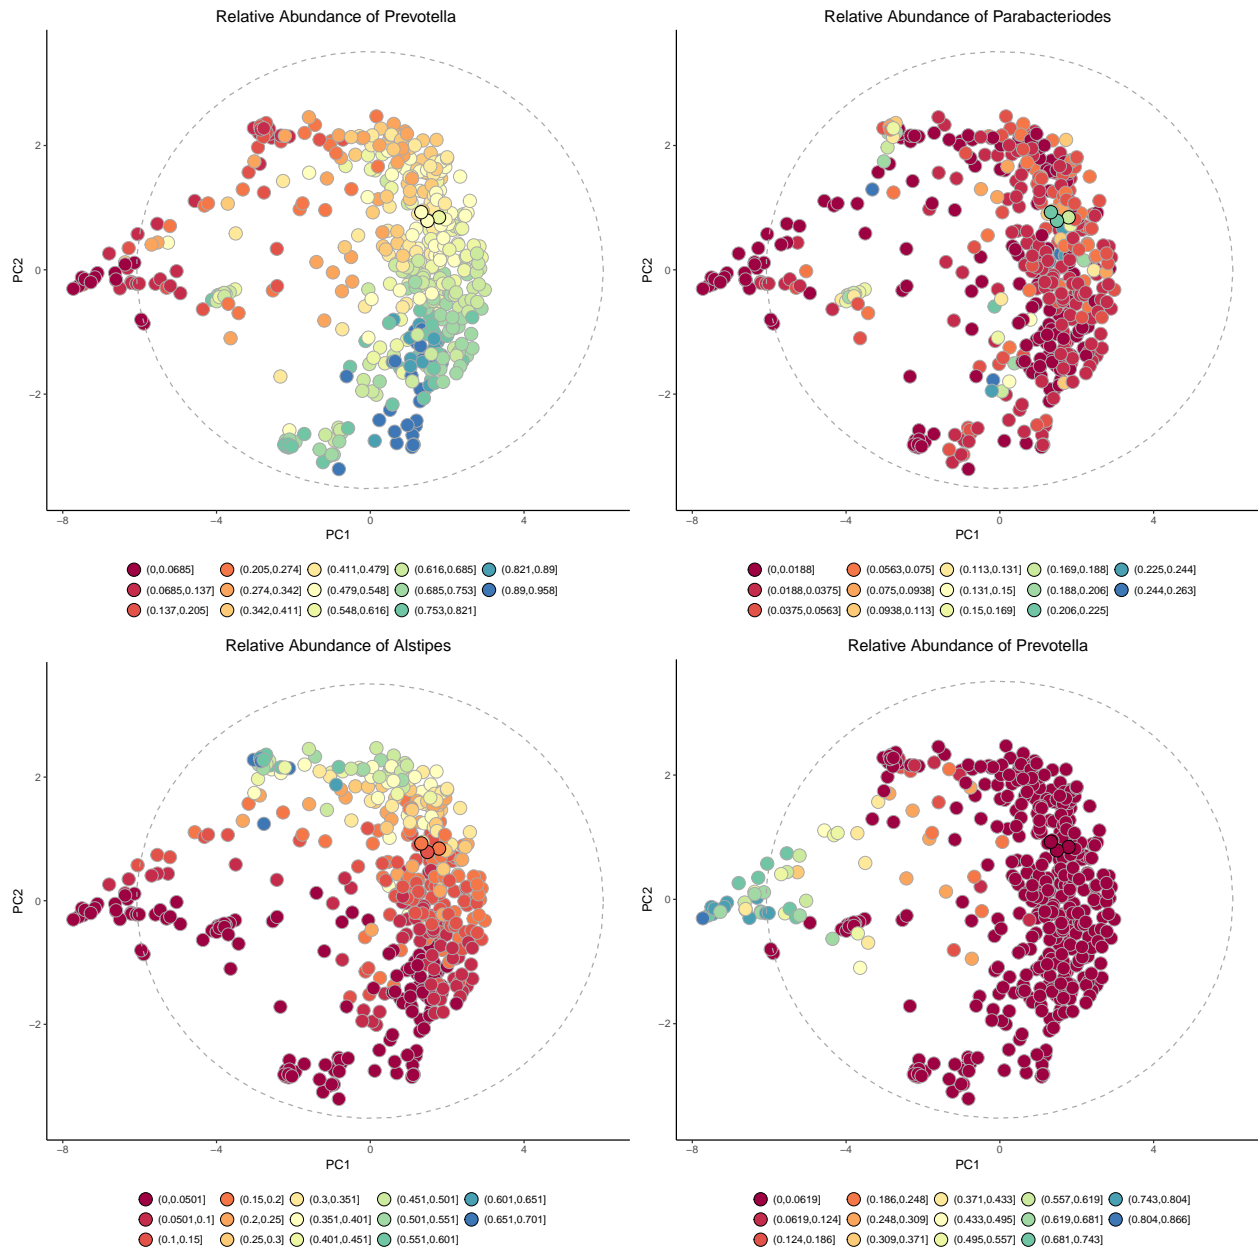 Relative Abundance of Prevotella
PC2
2
0
−2
−8
−4
0
4
PC1
(0,0.0685] (0.205,0.274] (0.411,0.479] (0.616,0.685] (0.821,0.89]
(0.0685,0.137] (0.274,0.342] (0.479,0.548] (0.685,0.753] (0.89,0.958]
(0.137,0.205] (0.342,0.411] (0.548,0.616] (0.753,0.821]
Relative Abundance of Parabacteriodes
PC2
2
0
−2
−8
−4
0
4
PC1
(0,0.0188] (0.0563,0.075] (0.113,0.131] (0.169,0.188] (0.225,0.244]
(0.0188,0.0375] (0.075,0.0938] (0.131,0.15] (0.188,0.206] (0.244,0.263]
(0.0375,0.0563] (0.0938,0.113] (0.15,0.169] (0.206,0.225]
Relative Abundance of Alstipes
PC2
2
0
−2
−8
−4
0
4
PC1
(0,0.0501] (0.15,0.2] (0.3,0.351] (0.451,0.501] (0.601,0.651]
(0.0501,0.1] (0.2,0.25] (0.351,0.401] (0.501,0.551] (0.651,0.701]
(0.1,0.15] (0.25,0.3] (0.401,0.451] (0.551,0.601]
Relative Abundance of Prevotella
PC2
2
0
−2
−8
−4
0
4
PC1
(0,0.0619] (0.186,0.248] (0.371,0.433] (0.557,0.619] (0.743,0.804]
(0.0619,0.124] (0.248,0.309] (0.433,0.495] (0.619,0.681] (0.804,0.866]
(0.124,0.186] (0.309,0.371] (0.495,0.557] (0.681,0.743]